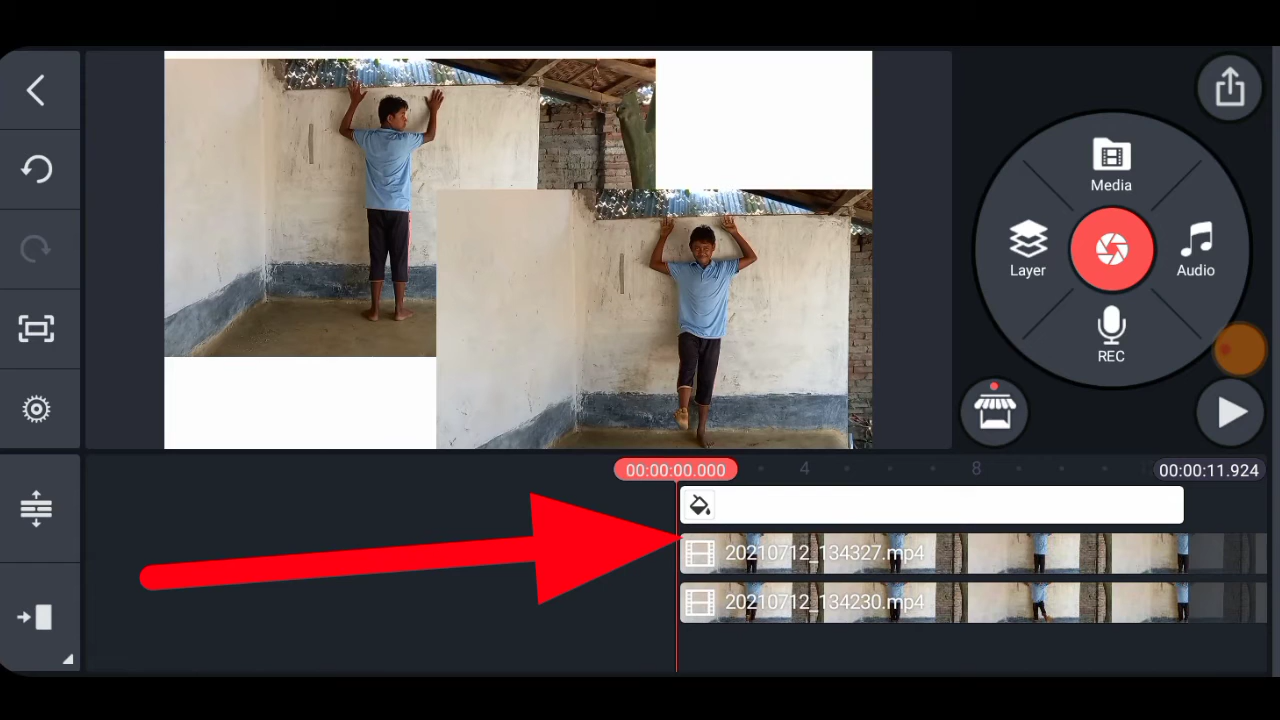 Media
Layer
Audio
REC
00:00:00.000
4
8
00:00:11.924
20210712_134327.mp4
20210712_134230.mp4